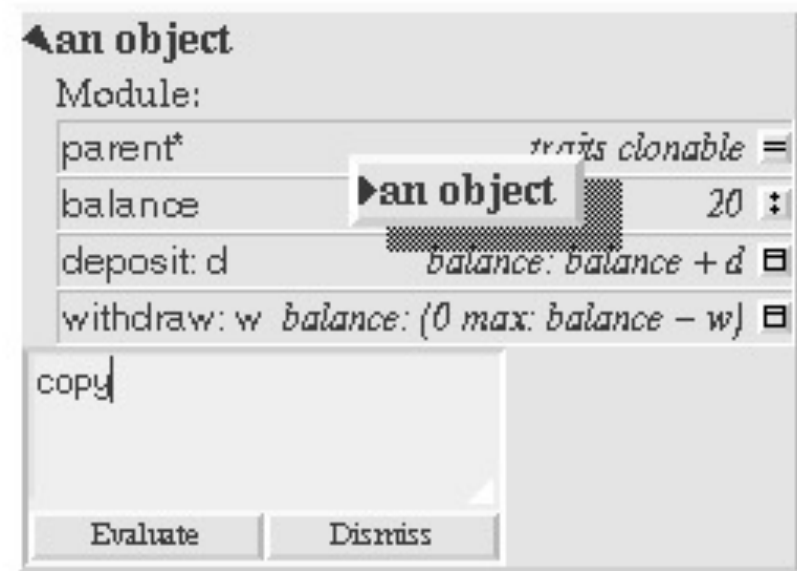 an object
Module:
parent* traits clonable =
an object
balance 20
deposit: d balance: balance + d
withdraw: w balance: (0 max: balance – w)
copy
Evaluate Dismiss